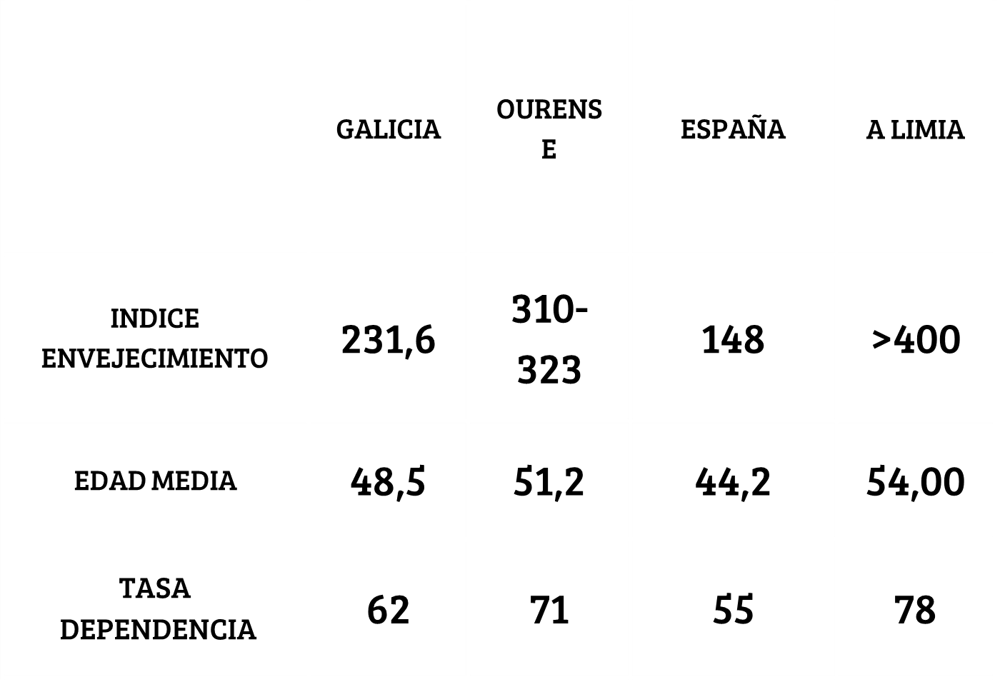 GALICIA
OURENS
E
ESPAÑA
A LIMIA
INDICE
ENVEJECIMIENTO
231,6
310-
323
148
>400
EDAD MEDIA
48,5
51,2
44,2
54,00
TASA
DEPENDENCIA
62
71
55
78